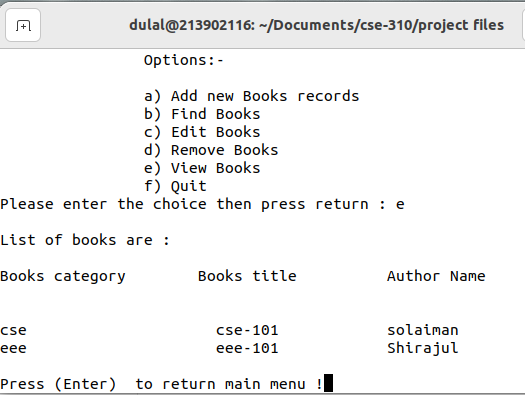 dulal@213902116: ~/Documents/cse-310/project files
Options:-
a) Add new Books records
b) Find Books
c) Edit Books
d) Remove Books
e) View Books
f) Quit
Please enter the choice then press return : e
List of books are :
Books category Books title Author Name
cse cse-101 solaiman
eee eee-101 Shirajul
Press (Enter)  to return main menu !